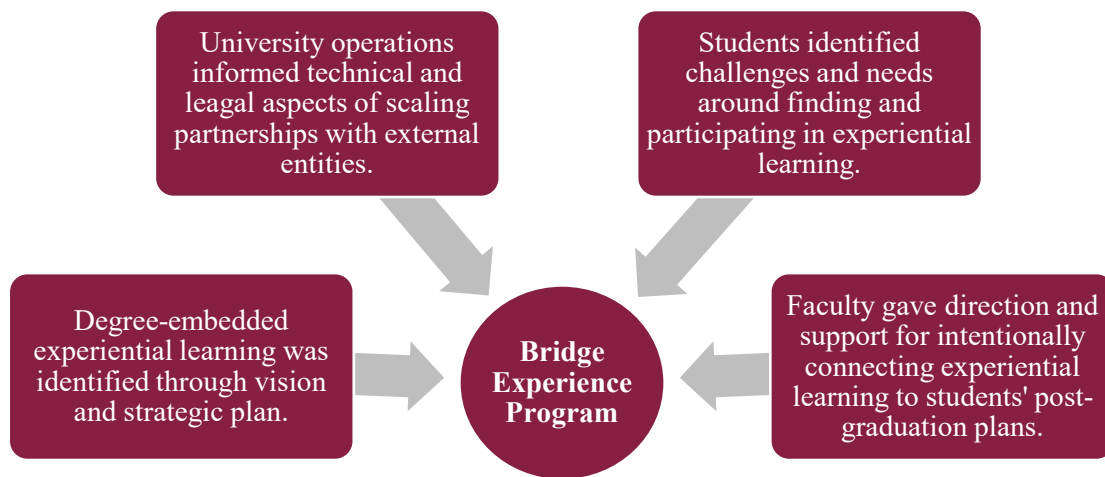 University operations
informed technical and
leagal aspects of scaling
partnerships with external
entities.
Students identified
challenges and needs
around finding and
participating in experiential
learning.
Degree-embedded
experiential learning was
identified through vision
and strategic plan.
Bridge
Experience
Program
Faculty gave direction and
support for intentionally
connecting experiential
learning to students' post-
graduation plans.